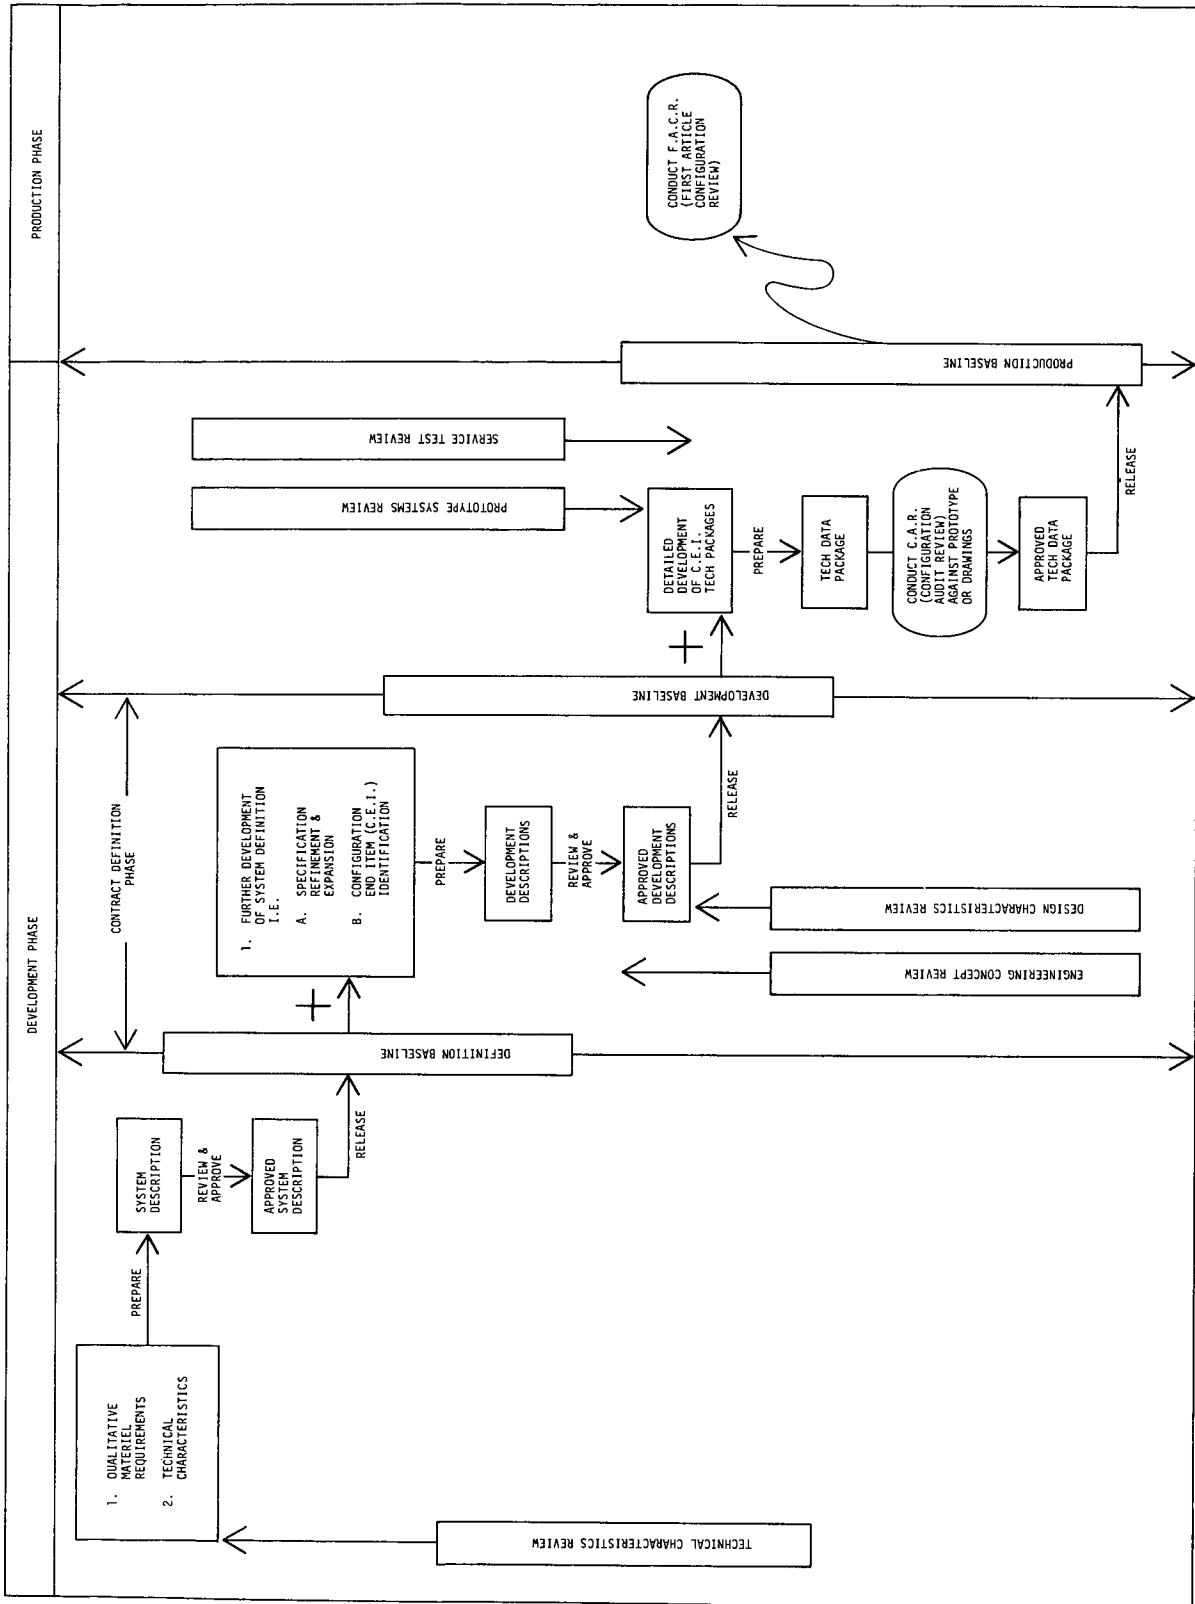 DEVELOPMENT PHASE
PRODUCTION PHASE
CONTRACT DEFINITION
PHASE
1. QUALITATIVE
MATERIEL
REQUIREMENTS
2. TECHNICAL
CHARACTERISTICS
TECHNICAL CHARACTERISTICS REVIEW
PREPARE
SYSTEM
DESCRIPTION
REVIEW &
APPROVE
APPROVED
SYSTEM
DESCRIPTION
RELEASE
DEFINITION BASELINE
+
1. FURTHER DEVELOPMENT
OF SYSTEM DEFINITION
I.E.
A. SPECIFICATION
REFINEMENT &
EXPANSION
B. CONFIGURATION
END ITEM (C.E.I.)
IDENTIFICATION
PREPARE
DEVELOPMENT
DESCRIPTIONS
REVIEW &
APPROVE
APPROVED
DEVELOPMENT
DESCRIPTIONS
ENGINEERING CONCEPT REVIEW
DESIGN CHARACTERISTICS REVIEW
RELEASE
DEVELOPMENT BASELINE
+
PROTOTYPE SYSTEMS REVIEW
SERVICE TEST REVIEW
DETAILED
DEVELOPMENT
OF C.E.I.
TECH PACKAGES
PREPARE
TECH DATA
PACKAGE
CONDUCT C.A.R.
(CONFIGURATION
AUDIT REVIEW)
AGAINST PROTOTYPE
OR DRAWINGS
APPROVED
TECH DATA
PACKAGE
RELEASE
PRODUCTION BASELINE
CONDUCT F.A.C.R.
(FIRST ARTICLE
CONFIGURATION
REVIEW)